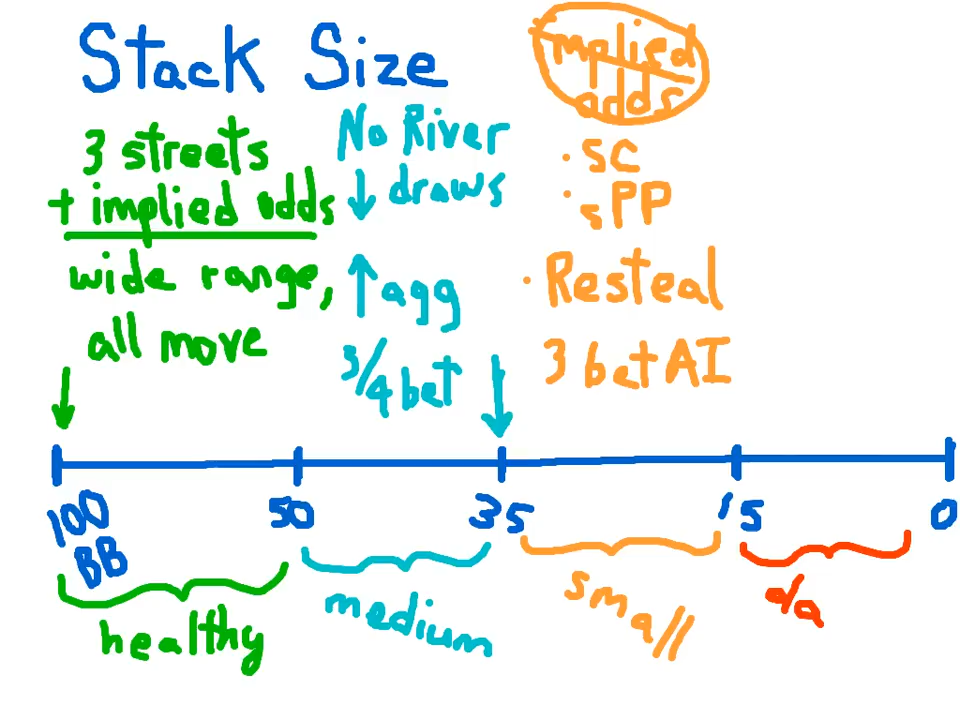 Stack Size
3 streets
+ implied odds
wide range,
all move
No River
↓ draws
↑ agg
3/4 bet
implied
odds
· SC
· sPP
· Resteal
3 bet AI
100
BB
50
35
15
0
healthy
medium
small